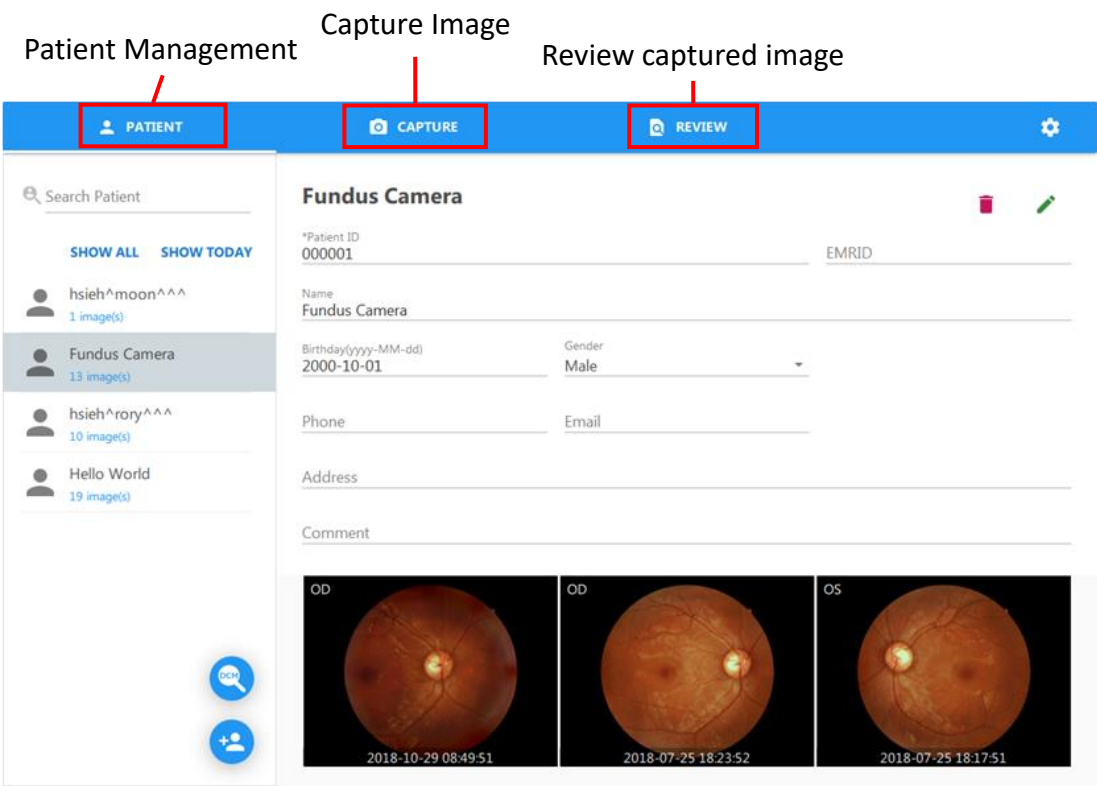 Capture Image
Patient Management
Review captured image
PATIENT
CAPTURE
REVIEW
Search Patient
SHOW ALL SHOW TODAY
hsieh^moon^^^
1 image(s)
Fundus Camera
13 image(s)
hsieh^rory^^^
10 image(s)
Hello World
19 image(s)
DCM
Fundus Camera
*Patient ID
000001
EMRID
Name
Fundus Camera
Birthday(yyyy-MM-dd)
2000-10-01
Gender
Male
Phone
Email
Address
Comment
OD
2018-10-29 08:49:51
OD
2018-07-25 18:23:52
OS
2018-07-25 18:17:51